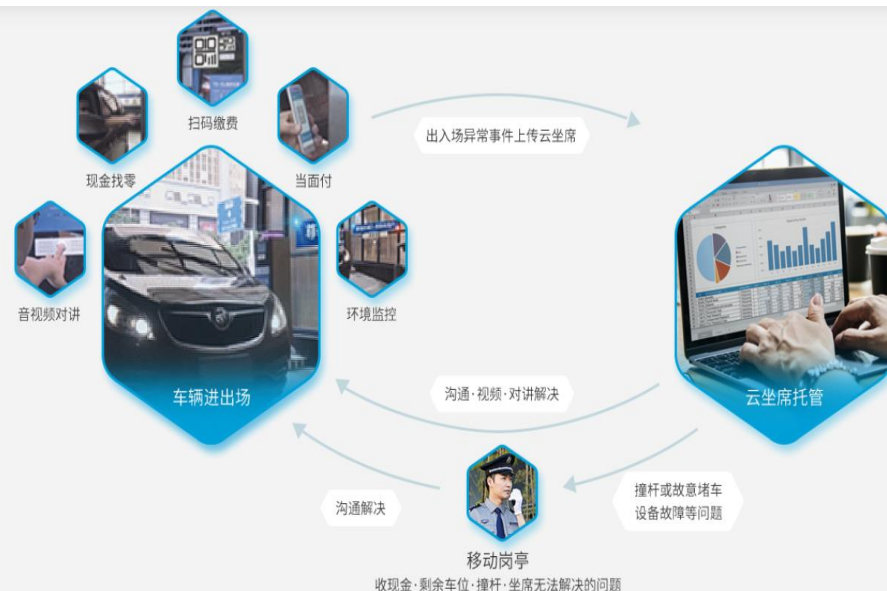 扫码缴费
现金找零
当面付
音视频对讲
环境监控
车辆进出场
出入场异常事件上传云坐席
云坐席托管
沟通·视频·对讲解决
撞杆或故意堵车
设备故障等问题
沟通解决
移动岗亭
收现金·剩余车位·撞杆·坐席无法解决的问题